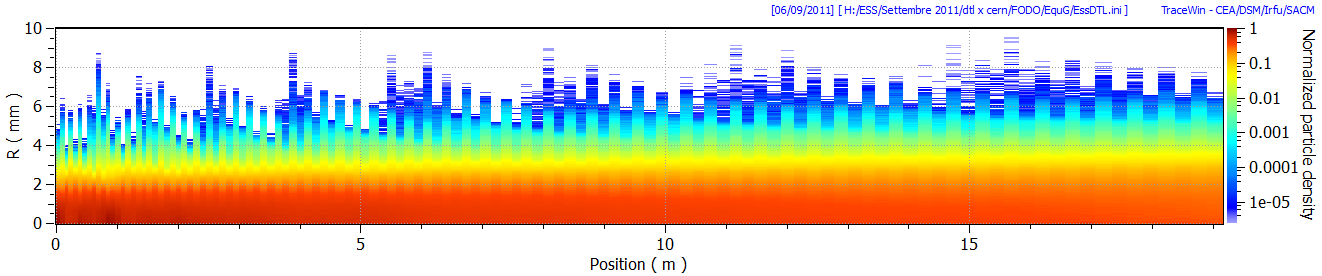 [06/09/2011] [ H:/ESS/Settembre 2011/dtl x cern/FODO/EquG/EssDTL.ini ] TraceWin - CEA/DSM/Irfu/SACM
10
8
6
4
2
0
R ( mm )
0 5 10 15
Position ( m )
1
0.1
0.01
0.001
0.0001
1e-05
Normalized particle density